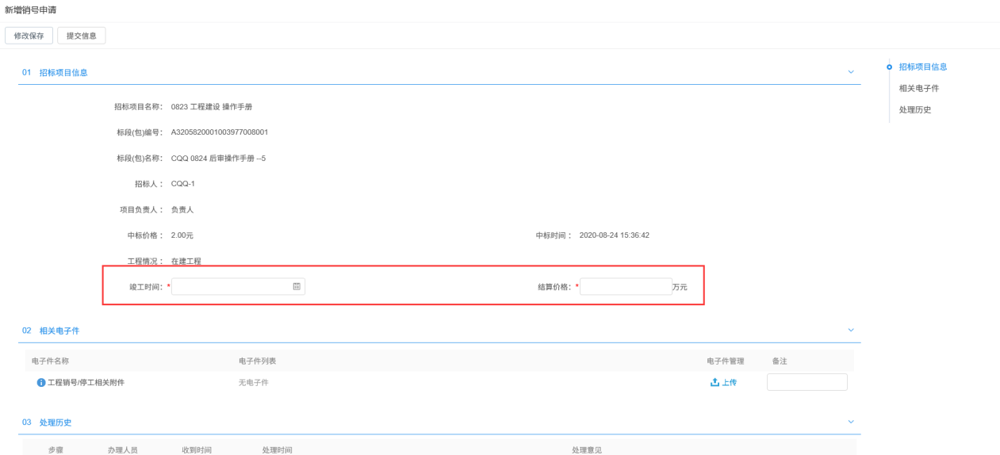 新增销号申请
修改保存 提交信息
01 招标项目信息
招标项目信息
相关电子件
处理历史
招标项目名称: 0823 工程建设 操作手册
标段(包)编号: A3205820001003977008001
标段(包)名称: CQQ 0824 后审操作手册 --5
招标人: CQQ-1
项目负责人: 负责人
中标价格: 2.00元 中标时间: 2020-08-24 15:36:42
工程情况: 在建工程
竣工时间:* 结算价格:* 万元
02 相关电子件
电子件名称 电子件列表 电子件管理 备注
工程销号/停工相关附件 无电子件 上传
03 处理历史
步骤 办理人员 收到时间 处理时间 处理意见